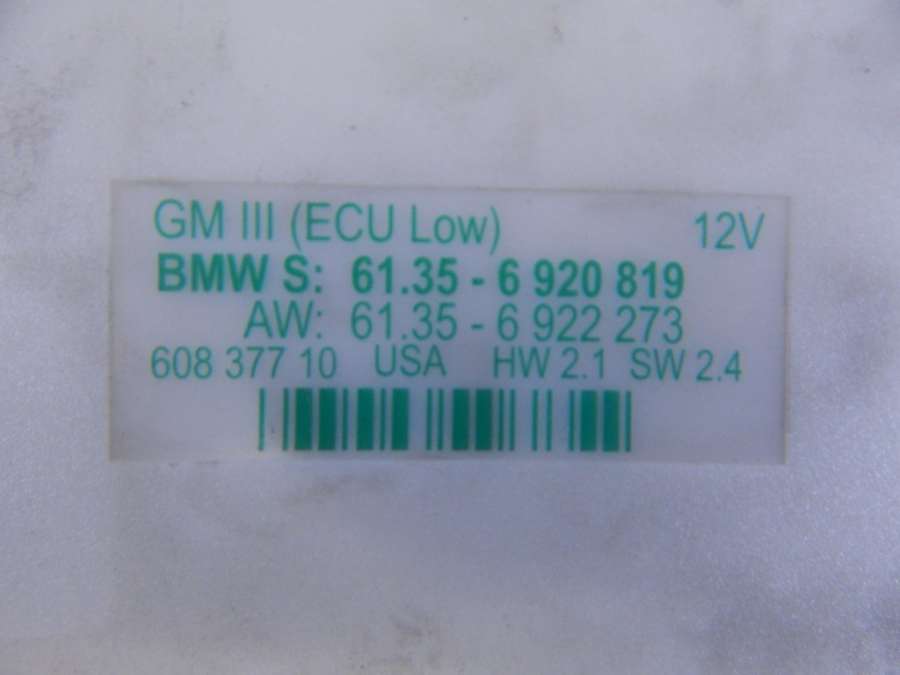 GM III (ECU Low) 12V
BMW S: 61.35 - 6 920 819
AW: 61.35 - 6 922 273
608 377 10 USA HW 2.1 SW 2.4